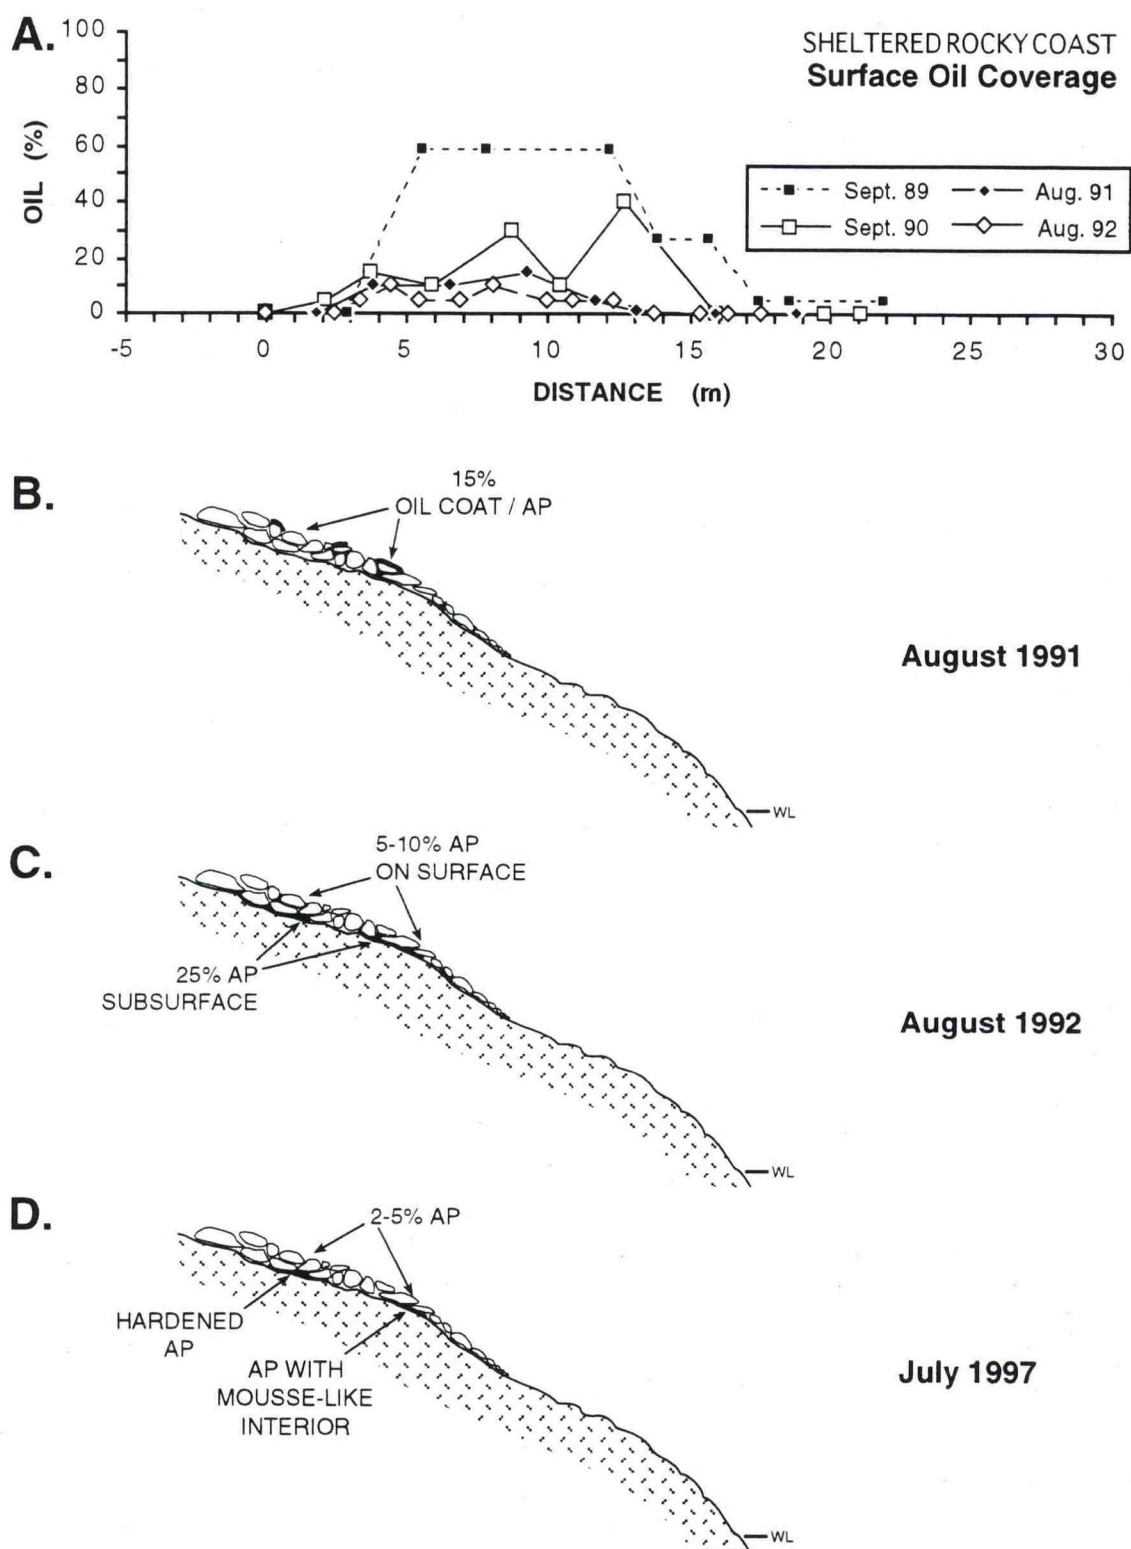 A.
SHELTERED ROCKY COAST
Surface Oil Coverage
OIL (%)
100
80
60
40
20
0
-5 0 5 10 15 20 25 30
DISTANCE (m)
Sept. 89 Aug. 91
Sept. 90 Aug. 92
B.
15%
OIL COAT / AP
August 1991
WL
C.
5-10% AP
ON SURFACE
25% AP
SUBSURFACE
August 1992
WL
D.
2-5% AP
HARDENED
AP
AP WITH
MOUSSE-LIKE
INTERIOR
July 1997
WL